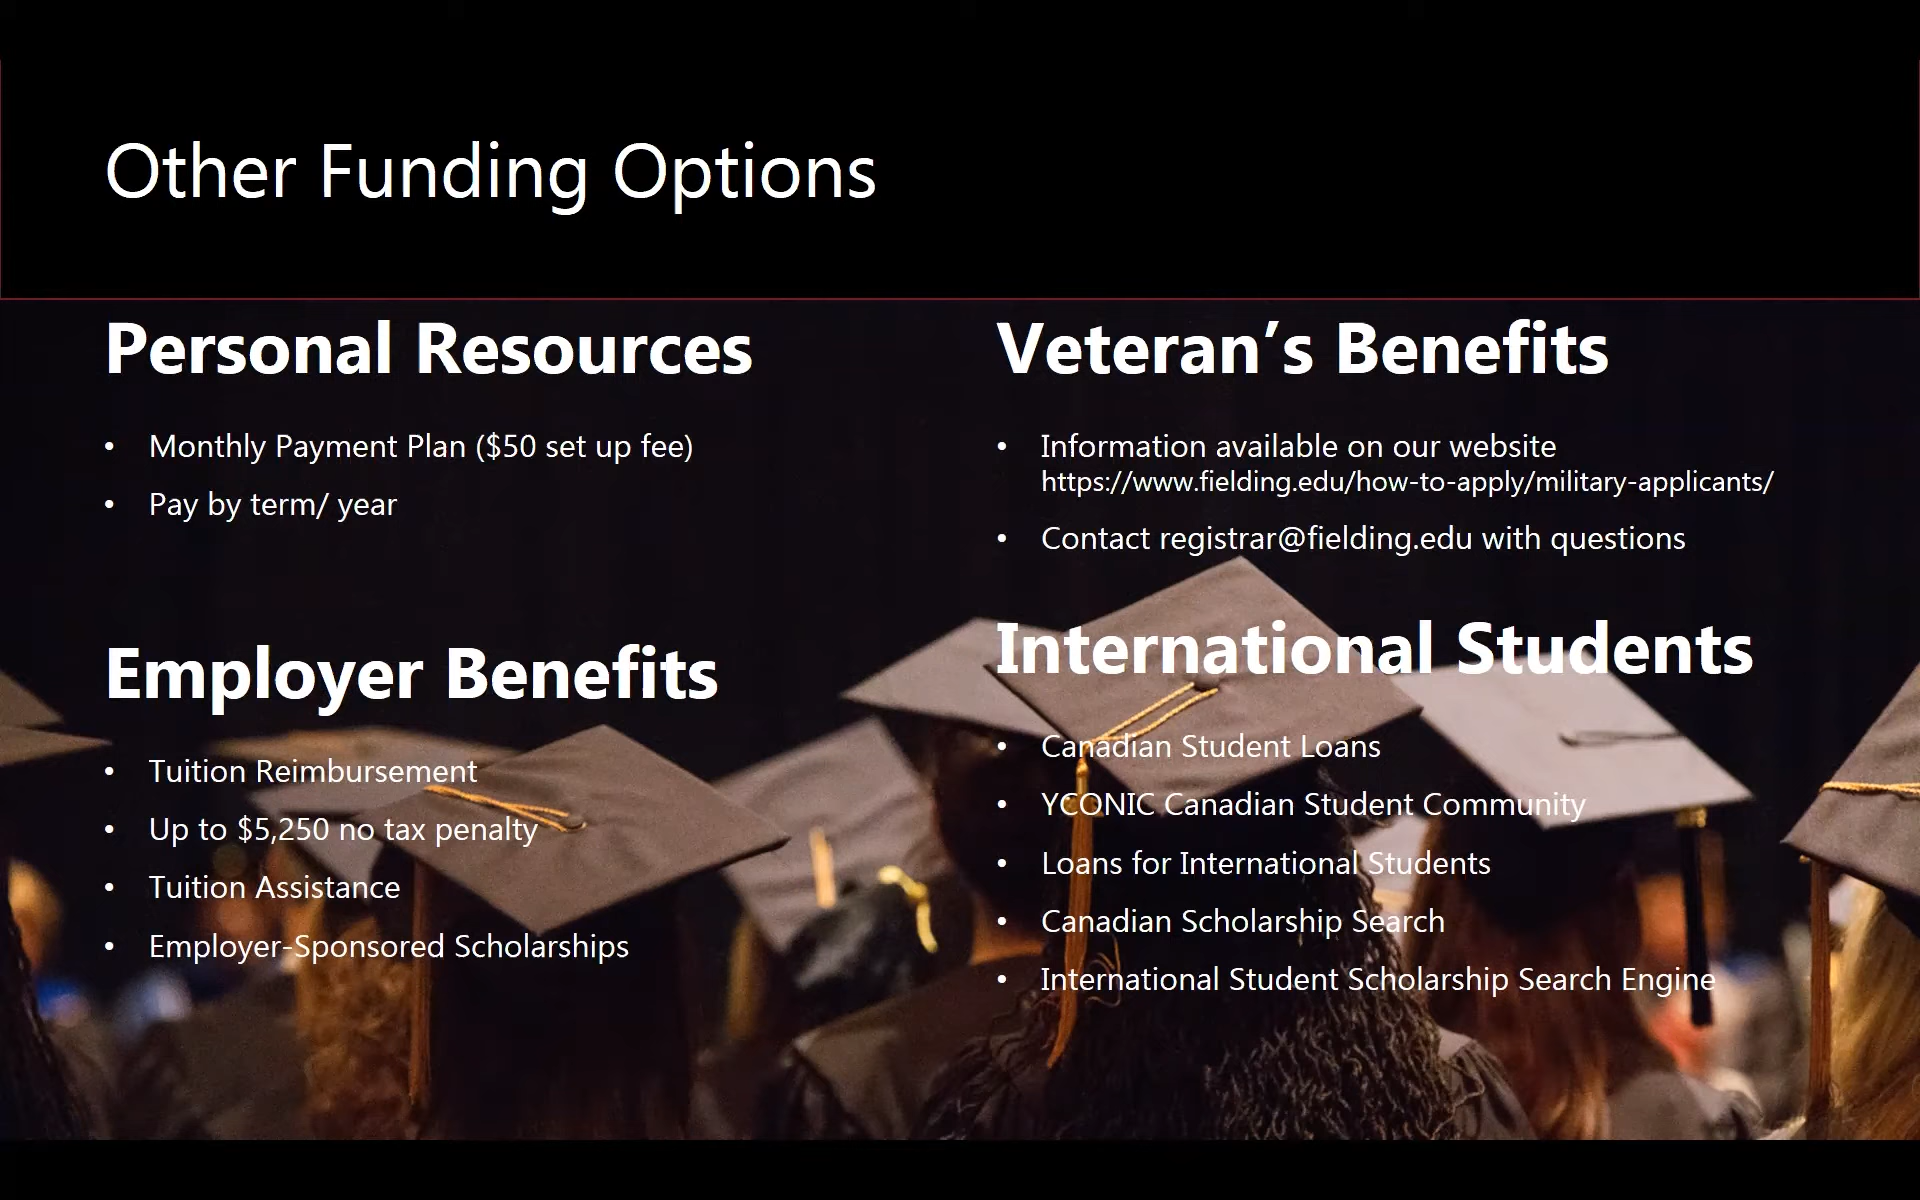 Other Funding Options
Personal Resources
• Monthly Payment Plan ($50 set up fee)
• Pay by term/ year
Employer Benefits
• Tuition Reimbursement
• Up to $5,250 no tax penalty
• Tuition Assistance
• Employer-Sponsored Scholarships
Veteran’s Benefits
• Information available on our website
https://www.fielding.edu/how-to-apply/military-applicants/
• Contact registrar@fielding.edu with questions
International Students
• Canadian Student Loans
• YCONIC Canadian Student Community
• Loans for International Students
• Canadian Scholarship Search
• International Student Scholarship Search Engine